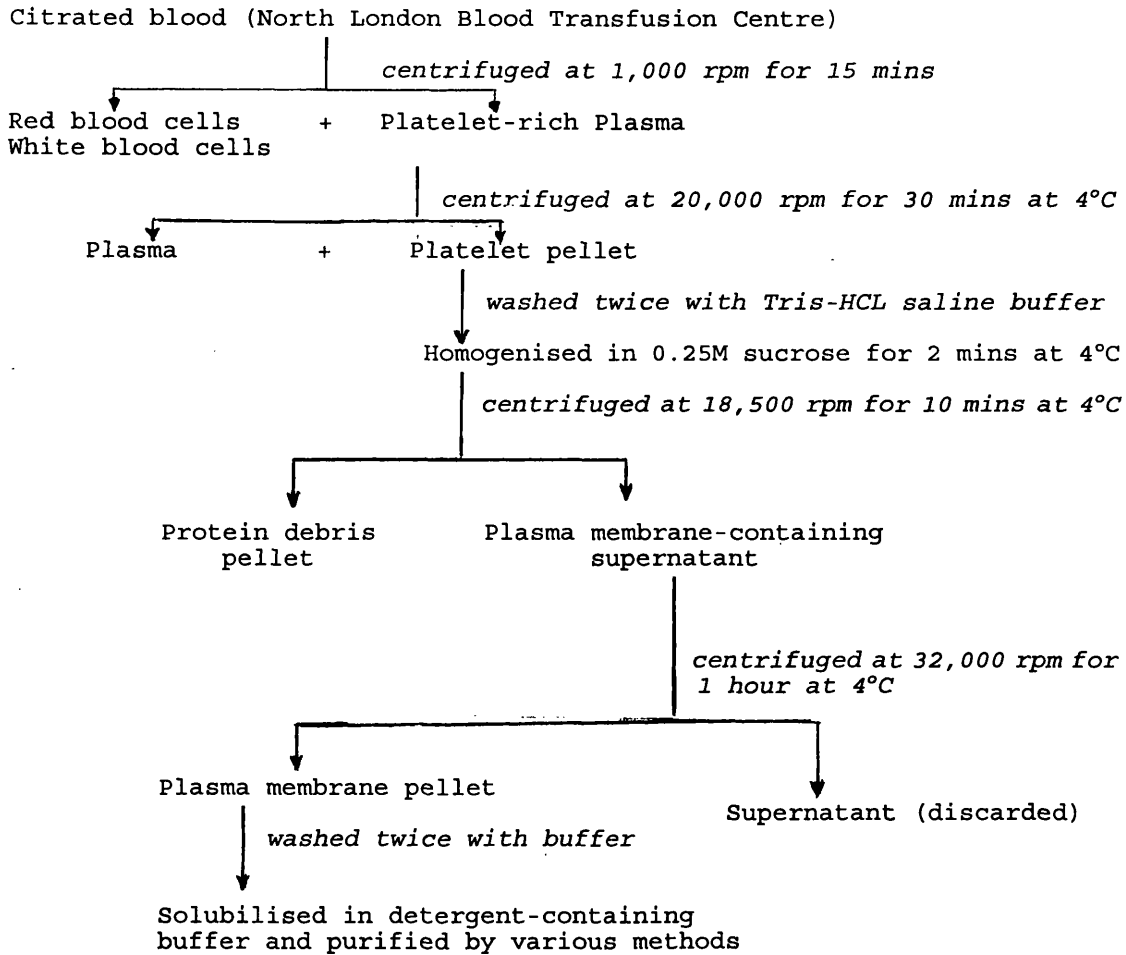 Citrated blood (North London Blood Transfusion Centre)
centrifuged at 1,000 rpm for 15 mins
Red blood cells + Platelet-rich Plasma
White blood cells
centrifuged at 20,000 rpm for 30 mins at 4°C
Plasma + Platelet pellet
washed twice with Tris-HCL saline buffer
Homogenised in 0.25M sucrose for 2 mins at 4°C
centrifuged at 18,500 rpm for 10 mins at 4°C
Protein debris
pellet
Plasma membrane-containing
supernatant
centrifuged at 32,000 rpm for
1 hour at 4°C
Plasma membrane pellet
Supernatant (discarded)
washed twice with buffer
Solubilised in detergent-containing
buffer and purified by various methods